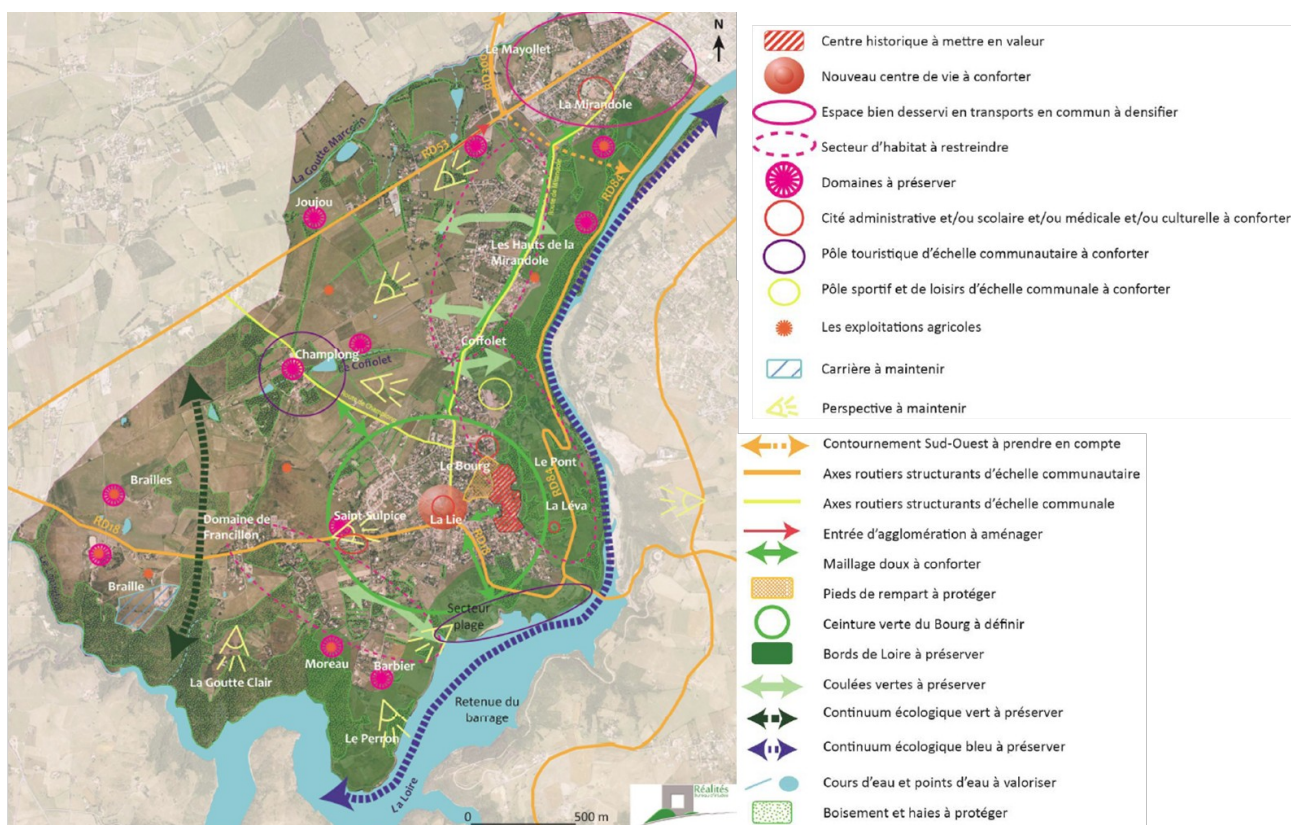 N
Le Mayollet
RD300
La Mirandole
La Goutte Marcelin
RD53
RD84
Joujou
Les Hauts de la
Mirandole
Coffolet
Champlong
Le Coffolet
Le Bourg
Le Pont
RD84
Brailles
Saint-Sulpice
La Lie
La Léva
RD18
Domaine de
Francillon
RD18
Braille
Secteur
plage
Moreau
Barbier
La Goutte Clair
Retenue du
barrage
Le Perron
La Loire
Réalités
0
500 m
Centre historique à mettre en valeur
Nouveau centre de vie à conforter
Espace bien desservi en transports en commun à densifier
Secteur d'habitat à restreindre
Domaines à préserver
Cité administrative et/ou scolaire et/ou médicale et/ou culturelle à conforter
Pôle touristique d'échelle communautaire à conforter
Pôle sportif et de loisirs d'échelle communale à conforter
Les exploitations agricoles
Carrière à maintenir
Perspective à maintenir
Contournement Sud-Ouest à prendre en compte
Axes routiers structurants d'échelle communautaire
Axes routiers structurants d'échelle communale
Entrée d'agglomération à aménager
Maillage doux à conforter
Pieds de rempart à protéger
Ceinture verte du Bourg à définir
Bords de Loire à préserver
Coulées vertes à préserver
Continuum écologique vert à préserver
Continuum écologique bleu à préserver
Cours d'eau et points d'eau à valoriser
Boisement et haies à protéger